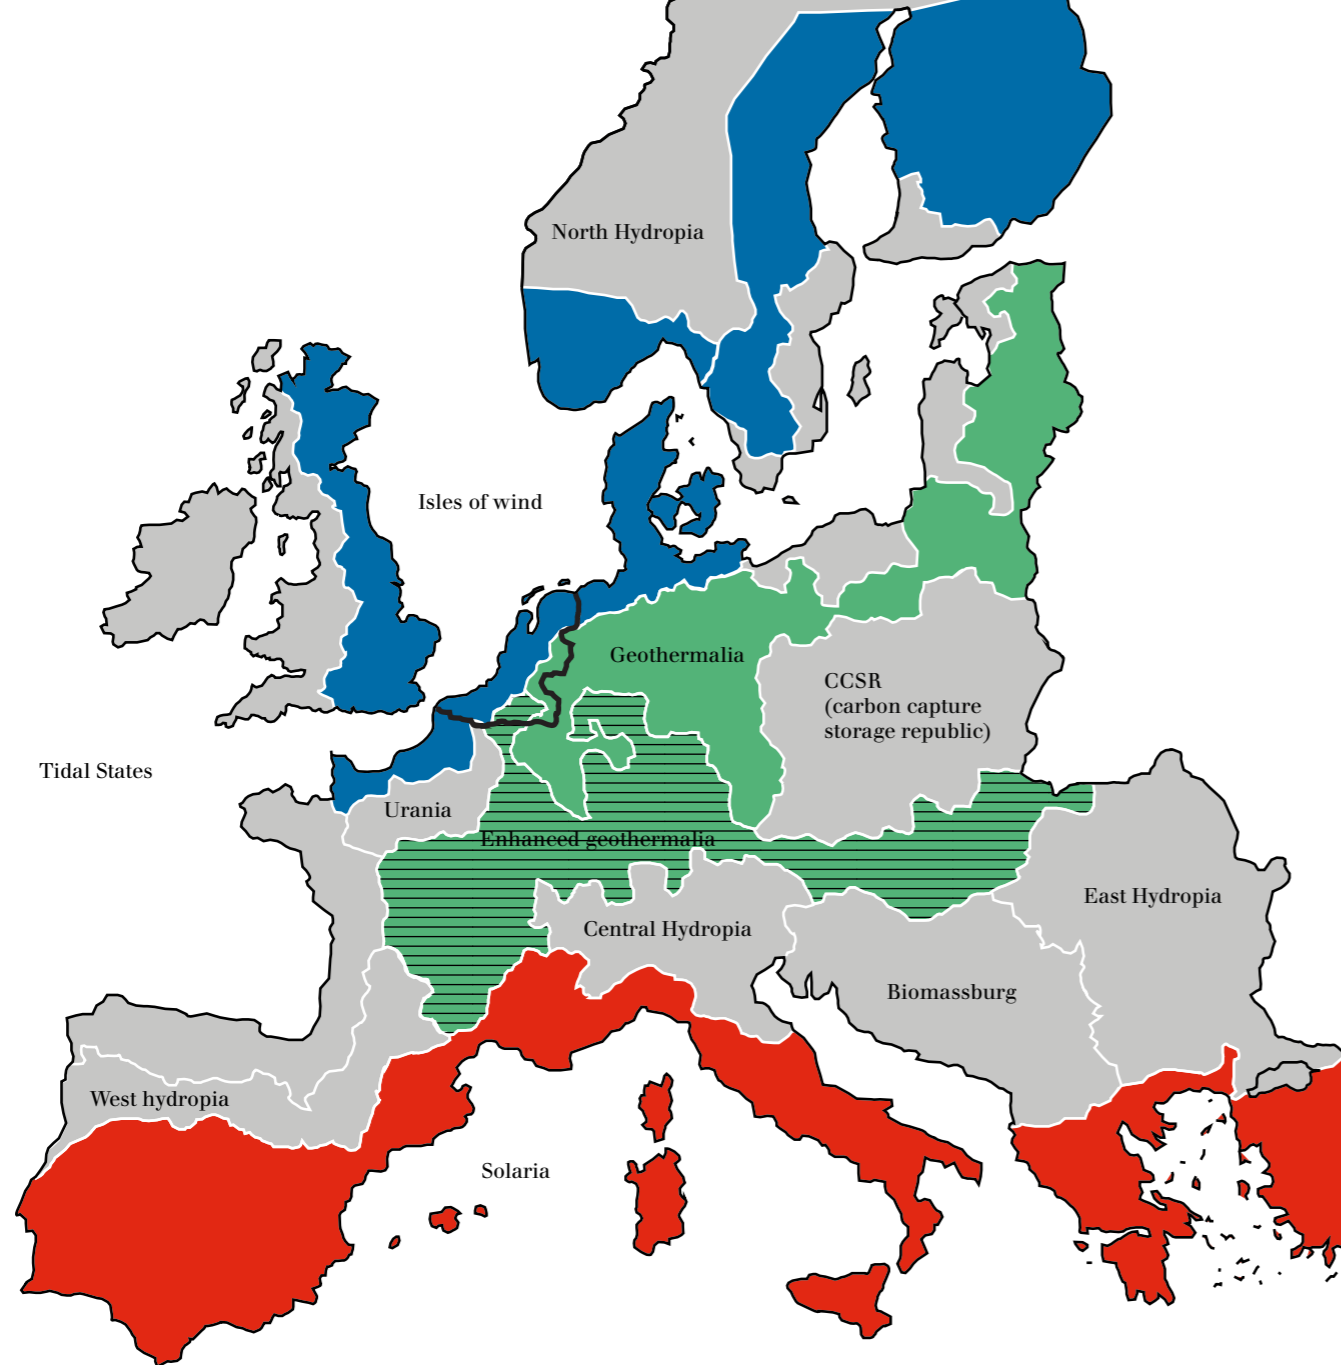 North Hydropia
Isles of wind
Geothermalia
CCSR
(carbon capture
storage republic)
Tidal States
Urania
Enhanced geothermalia
East Hydropia
Central Hydropia
Biomassburg
West hydropia
Solaria